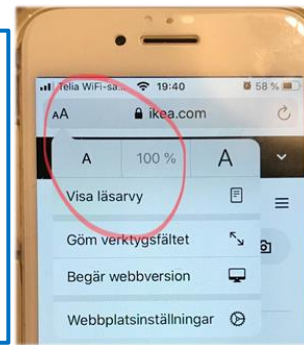 Telia WiFi-sa... 19:40 58 %
AA ikea.com
A 100 % A
Visa läsarvy
Göm verktygsfältet
Begär webbversion
Webbplatsinställningar